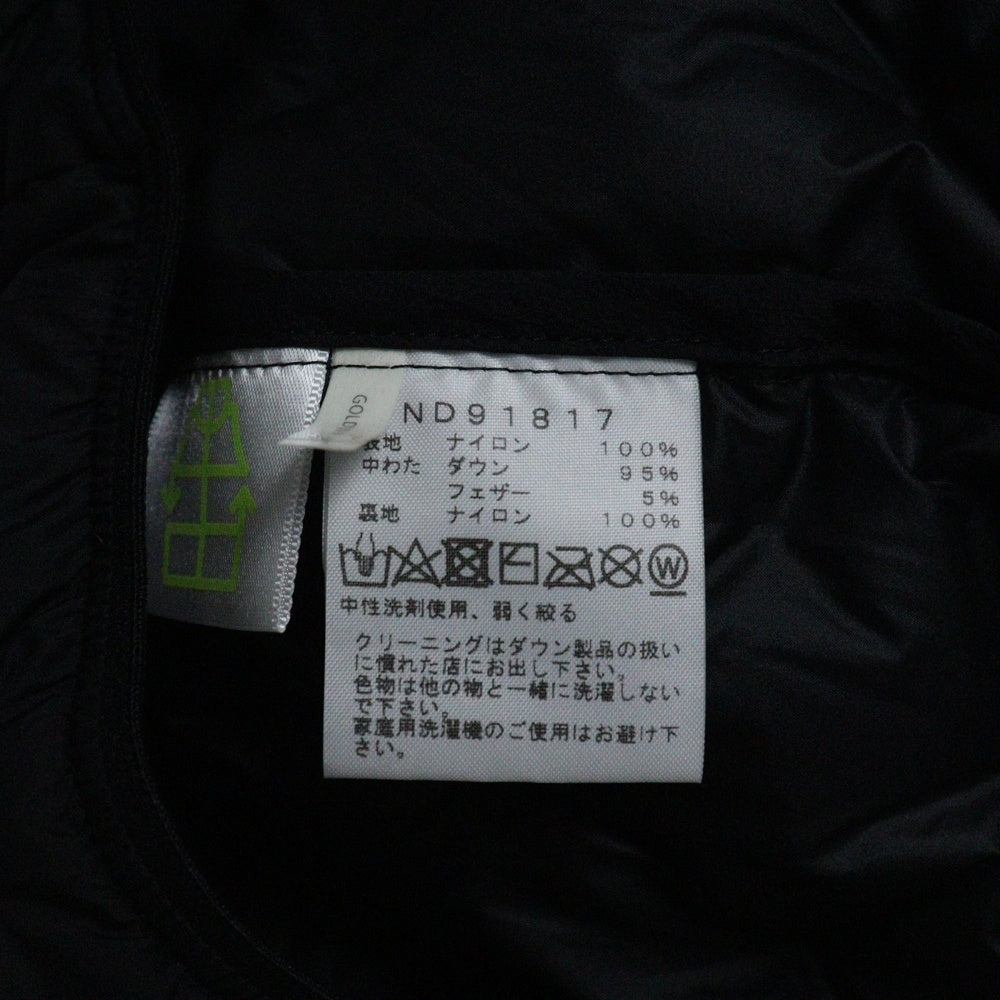 GOLD
ND91817
表地 ナイロン 100%
中わた ダウン 95%
フェザー 5%
裏地 ナイロン 100%
W
中性洗剤使用、弱く絞る
クリーニングはダウン製品の扱い
に慣れた店にお出し下さい。
色物は他の物と一緒に洗濯しない
で下さい。
家庭用洗濯機のご使用はお避け下
さい。